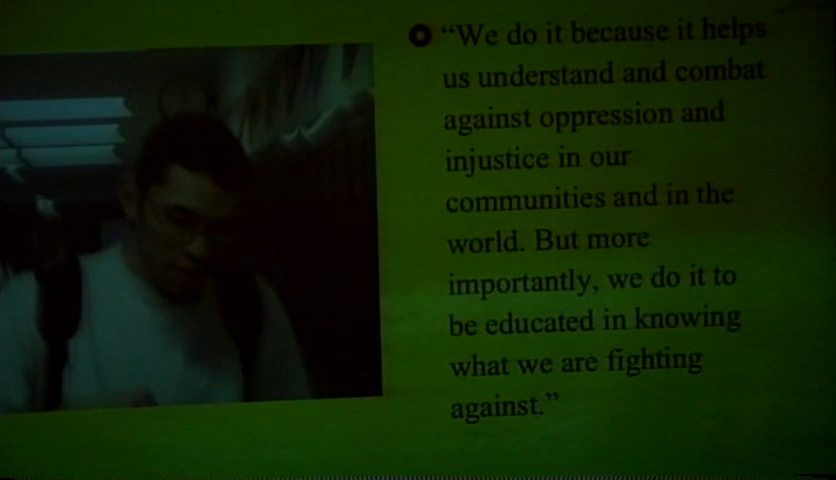 “We do it because it helps
us understand and combat
against oppression and
injustice in our
communities and in the
world. But more
importantly, we do it to
be educated in knowing
what we are fighting
against.”